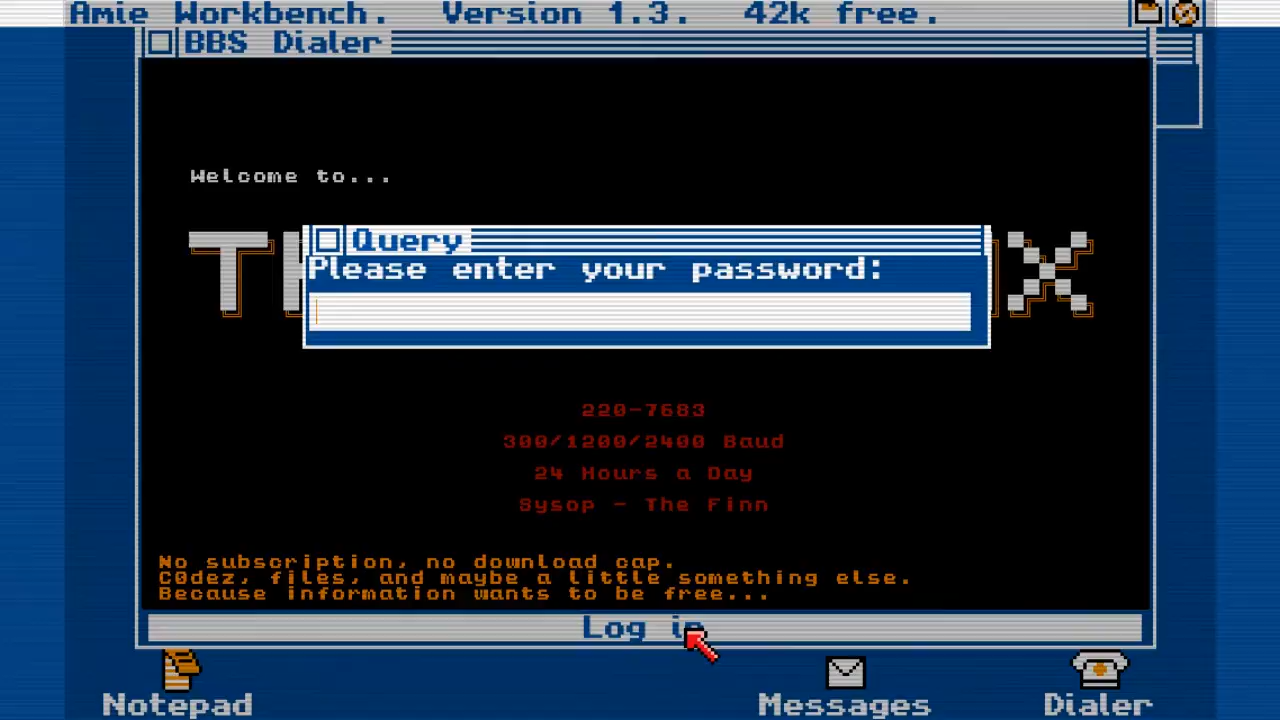 Amie Workbench. Version 1.3. 42k free.
BBS Dialer
Welcome to...
Query
Please enter your password:
220-7683
300/1200/2400 Baud
24 Hours a Day
Sysop - The Finn
No subscription, no download cap.
C0dez, files, and maybe a little something else.
Because information wants to be free...
Log in
Notepad
Messages
Dialer